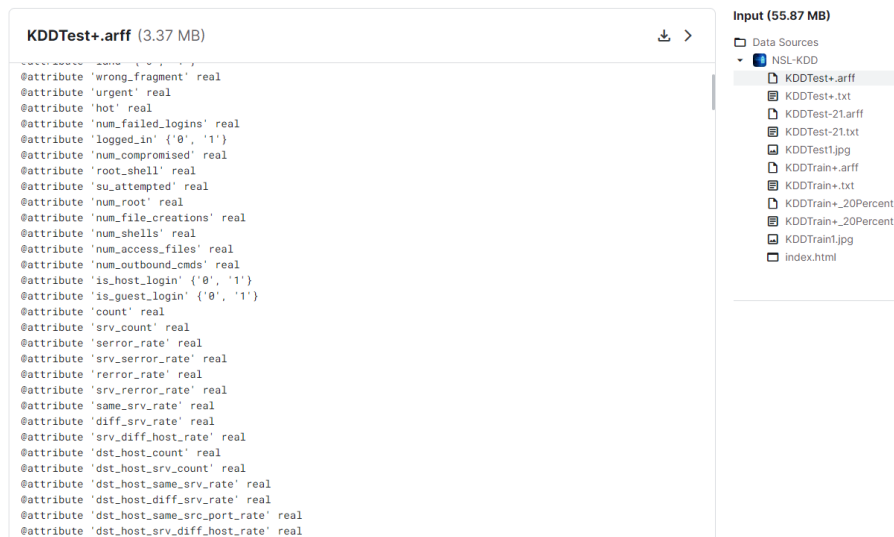 KDDTest+.arff (3.37 MB)
@attribute 'land' {'0', '1'}
@attribute 'wrong_fragment' real
@attribute 'urgent' real
@attribute 'hot' real
@attribute 'num_failed_logins' real
@attribute 'logged_in' {'0', '1'}
@attribute 'num_compromised' real
@attribute 'root_shell' real
@attribute 'su_attempted' real
@attribute 'num_root' real
@attribute 'num_file_creations' real
@attribute 'num_shells' real
@attribute 'num_access_files' real
@attribute 'num_outbound_cmds' real
@attribute 'is_host_login' {'0', '1'}
@attribute 'is_guest_login' {'0', '1'}
@attribute 'count' real
@attribute 'srv_count' real
@attribute 'serror_rate' real
@attribute 'srv_serror_rate' real
@attribute 'rerror_rate' real
@attribute 'srv_rerror_rate' real
@attribute 'same_srv_rate' real
@attribute 'diff_srv_rate' real
@attribute 'srv_diff_host_rate' real
@attribute 'dst_host_count' real
@attribute 'dst_host_srv_count' real
@attribute 'dst_host_same_srv_rate' real
@attribute 'dst_host_diff_srv_rate' real
@attribute 'dst_host_same_src_port_rate' real
@attribute 'dst_host_srv_diff_host_rate' real
Input (55.87 MB)
Data Sources
NSL-KDD
KDDTest+.arff
KDDTest+.txt
KDDTest-21.arff
KDDTest-21.txt
KDDTest1.jpg
KDDTrain+.arff
KDDTrain+.txt
KDDTrain+_20Percent
KDDTrain+_20Percent
KDDTrain1.jpg
index.html